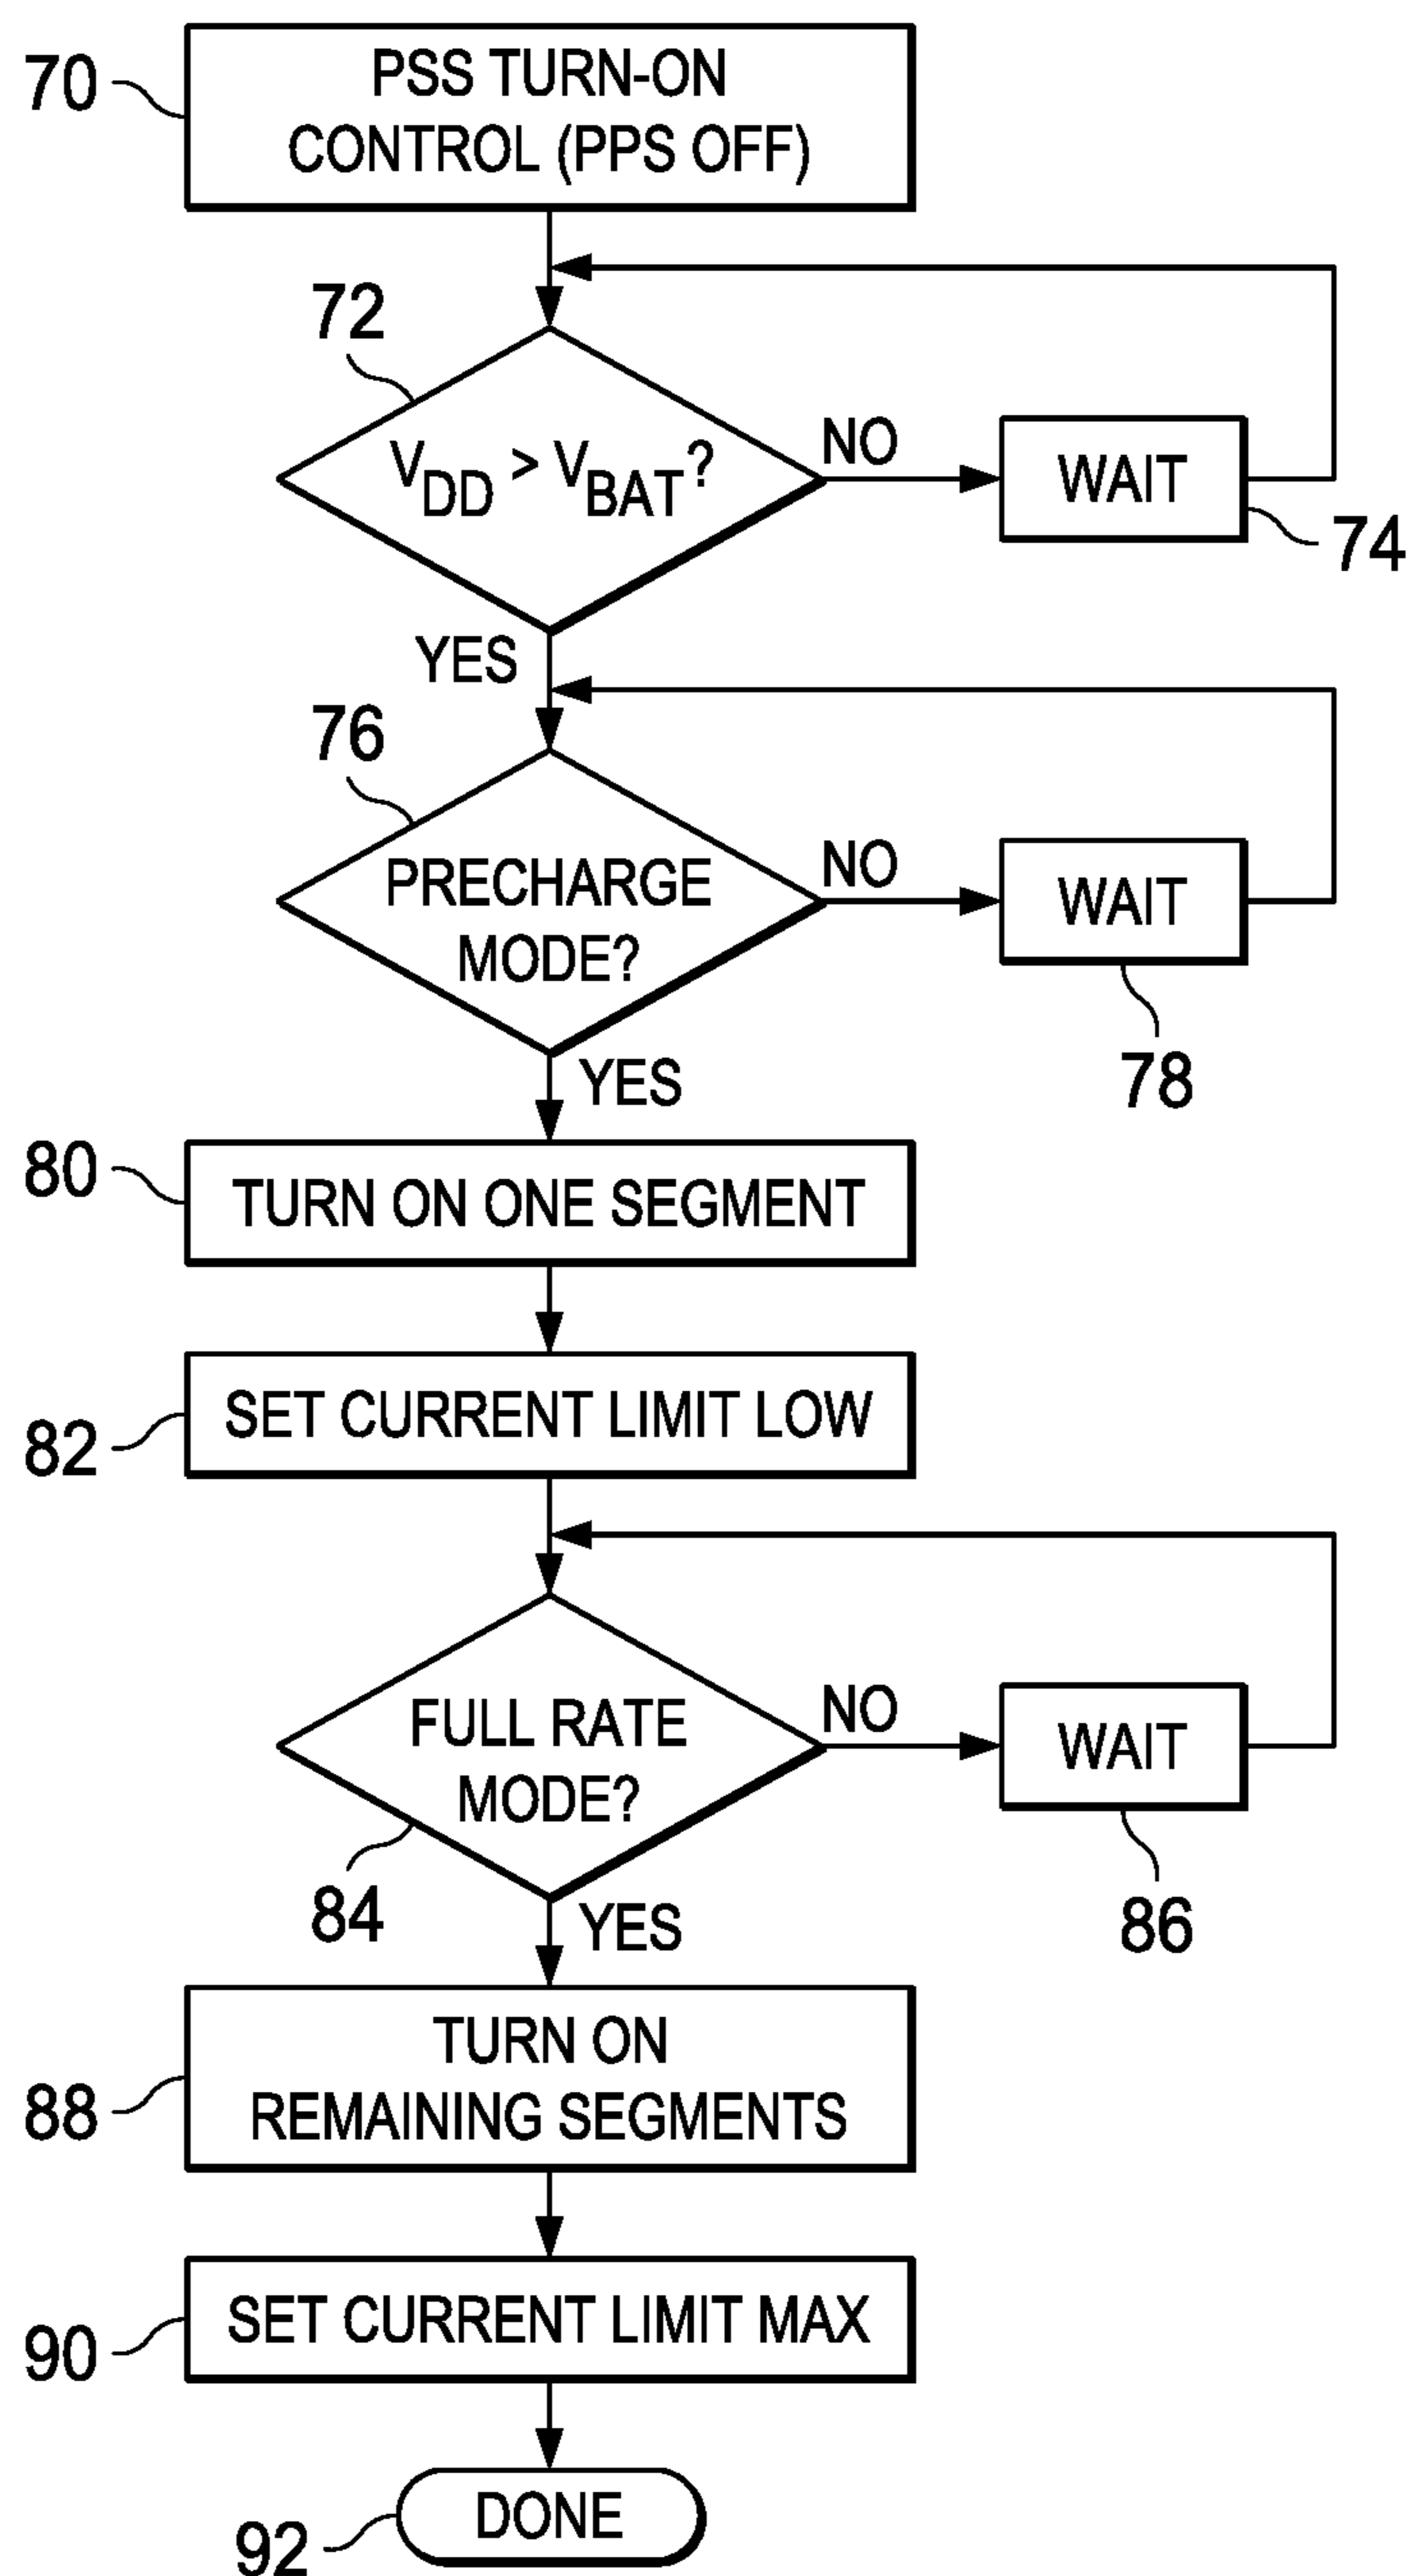 70
PSS TURN-ON
CONTROL (PPS OFF)
72
VDD > VBAT?
NO
WAIT
74
YES
76
PRECHARGE
MODE?
NO
WAIT
78
YES
80
TURN ON ONE SEGMENT
82
SET CURRENT LIMIT LOW
FULL RATE
MODE?
NO
WAIT
84
86
YES
88
TURN ON
REMAINING SEGMENTS
90
SET CURRENT LIMIT MAX
92
DONE